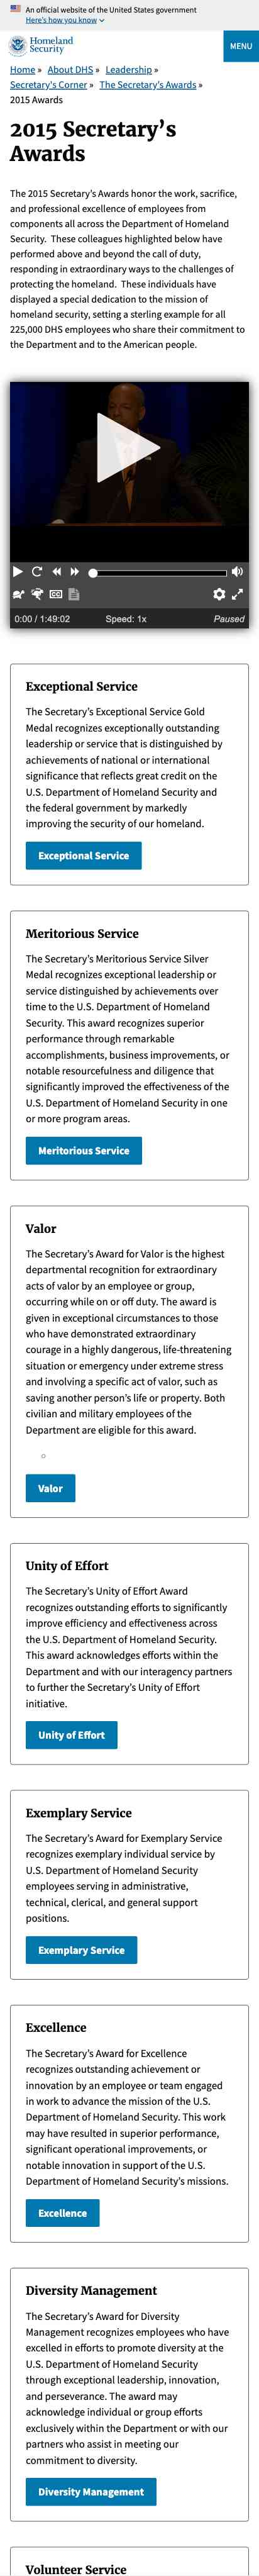 An official website of the United States government
Here's how you know
Homeland
Security
MENU
Home » About DHS » Leadership »
Secretary's Corner » The Secretary's Awards »
2015 Awards
2015 Secretary's
Awards
The 2015 Secretary's Awards honor the work, sacrifice,
and professional excellence of employees from
components all across the Department of Homeland
Security.  These colleagues highlighted below have
performed above and beyond the call of duty,
responding in extraordinary ways to the challenges of
protecting the homeland.  These individuals have
displayed a special dedication to the mission of
homeland security, setting a sterling example for all
225,000 DHS employees who share their commitment to
the Department and to the American people.
CC
0:00 / 1:49:02 Speed: 1x Paused
Exceptional Service
The Secretary's Exceptional Service Gold
Medal recognizes exceptionally outstanding
leadership or service that is distinguished by
achievements of national or international
significance that reflects great credit on the
U.S. Department of Homeland Security and
the federal government by markedly
improving the security of our homeland.
Exceptional Service
Meritorious Service
The Secretary's Meritorious Service Silver
Medal recognizes exceptional leadership or
service distinguished by achievements over
time to the U.S. Department of Homeland
Security. This award recognizes superior
performance through remarkable
accomplishments, business improvements, or
notable resourcefulness and diligence that
significantly improved the effectiveness of the
U.S. Department of Homeland Security in one
or more program areas.
Meritorious Service
Valor
The Secretary's Award for Valor is the highest
departmental recognition for extraordinary
acts of valor by an employee or group,
occurring while on or off duty. The award is
given in exceptional circumstances to those
who have demonstrated extraordinary
courage in a highly dangerous, life-threatening
situation or emergency under extreme stress
and involving a specific act of valor, such as
saving another person's life or property. Both
civilian and military employees of the
Department are eligible for this award.
Valor
Unity of Effort
The Secretary's Unity of Effort Award
recognizes outstanding efforts to significantly
improve efficiency and effectiveness across
the U.S. Department of Homeland Security.
This award acknowledges efforts within the
Department and with our interagency partners
to further the Secretary's Unity of Effort
initiative.
Unity of Effort
Exemplary Service
The Secretary's Award for Exemplary Service
recognizes exemplary individual service by
U.S. Department of Homeland Security
employees serving in administrative,
technical, clerical, and general support
positions.
Exemplary Service
Excellence
The Secretary's Award for Excellence
recognizes outstanding achievement or
innovation by an employee or team engaged
in work to advance the mission of the U.S.
Department of Homeland Security. This work
may have resulted in superior performance,
significant operational improvements, or
notable innovation in support of the U.S.
Department of Homeland Security's missions.
Excellence
Diversity Management
The Secretary's Award for Diversity
Management recognizes employees who have
excelled in efforts to promote diversity at the
U.S. Department of Homeland Security
through exceptional leadership, innovation,
and perseverance. The award may
acknowledge individual or group efforts
exclusively within the Department or with our
partners who assist in meeting our
commitment to diversity.
Diversity Management
Volunteer Service